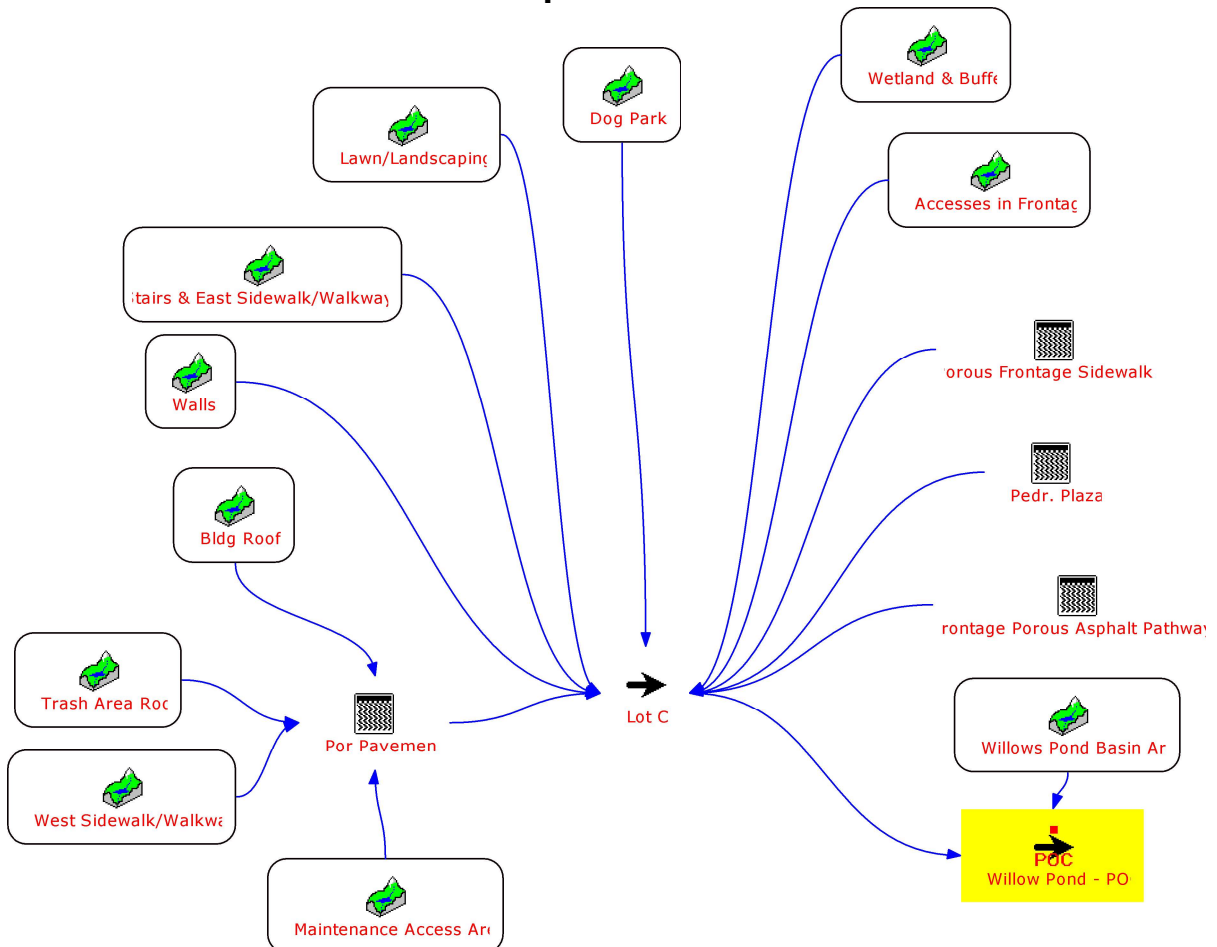 Wetland & Buffe
Dog Park
Lawn/Landscaping
Accesses in Frontag
tairs & East Sidewalk/Walkway
orous Frontage Sidewalk
Walls
Pedr. Plaza
Bldg Roof
rontage Porous Asphalt Pathway
Trash Area Roo
Lot C
Por Pavemen
Willows Pond Basin Ar
West Sidewalk/Walkwa
POC
Willow Pond - PO
Maintenance Access Are